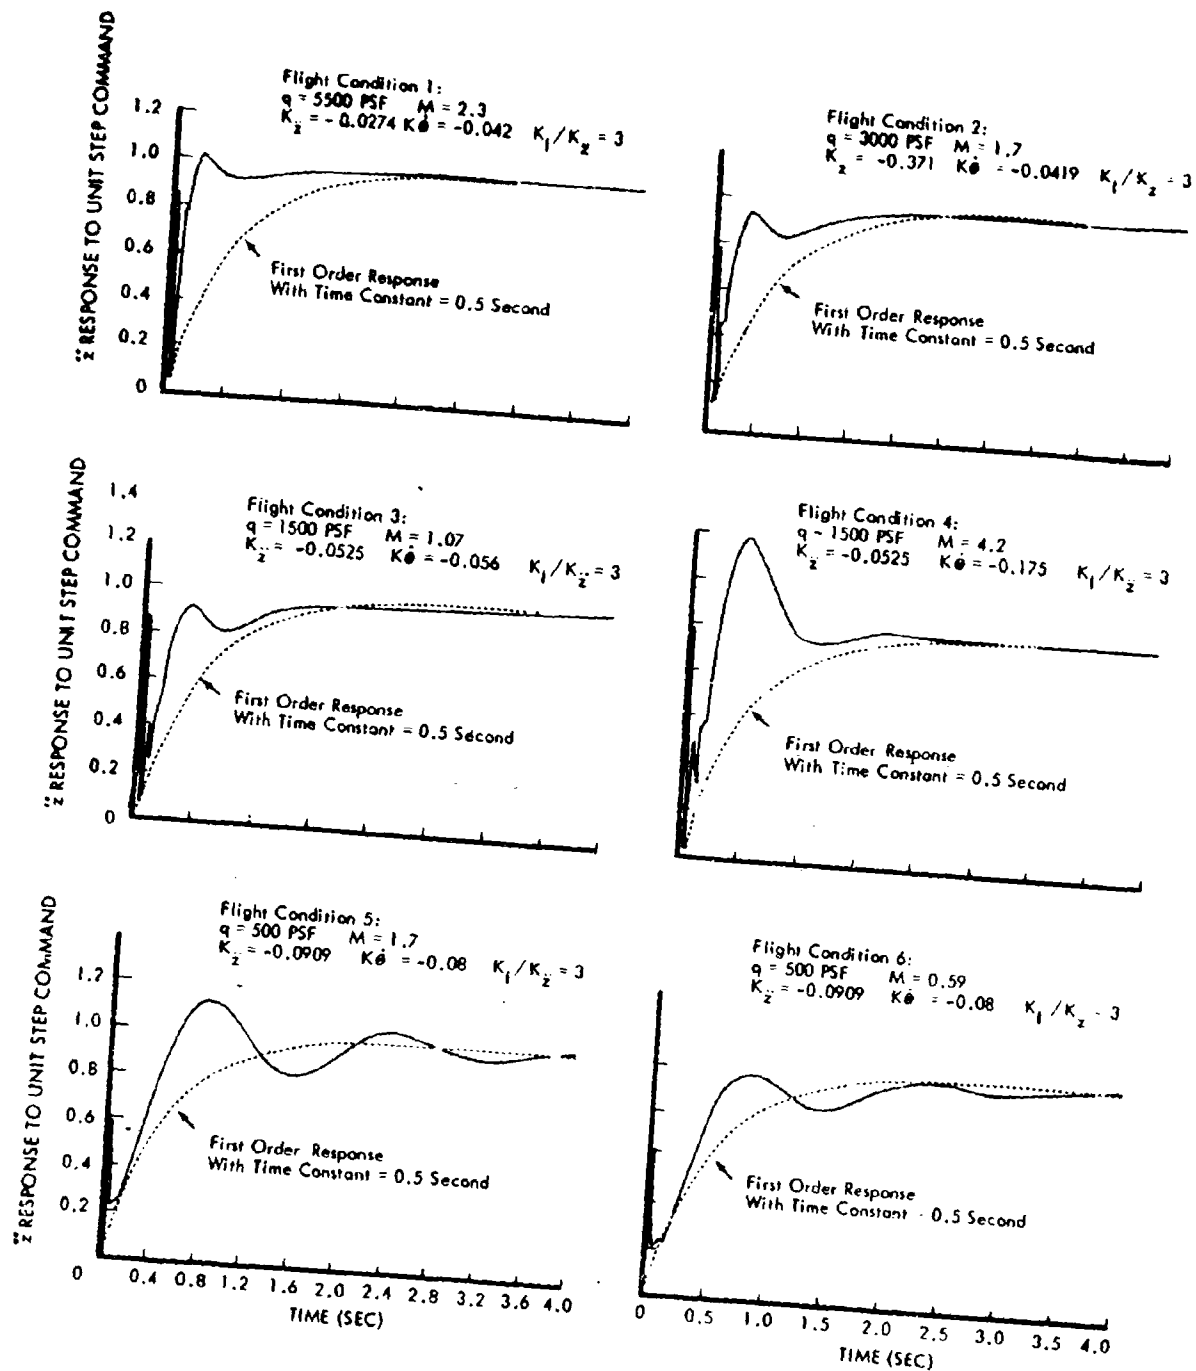 z̈ RESPONSE TO UNIT STEP COMMAND
1.2
1.0
0.8
0.6
0.4
0.2
0
Flight Condition 1:
q = 5500 PSF M = 2.3
K_z̈ = -0.0274 Kθ̇ = -0.042 K_I/K_z̈ = 3
First Order Response
With Time Constant = 0.5 Second
Flight Condition 2:
q = 3000 PSF M = 1.7
K_z = -0.371 Kθ̇ = -0.0419 K_I/K_z = 3
First Order Response
With Time Constant = 0.5 Second
z̈ RESPONSE TO UNIT STEP COMMAND
1.4
1.2
1.0
0.8
0.6
0.4
0.2
0
Flight Condition 3:
q = 1500 PSF M = 1.07
K_z̈ = -0.0525 Kθ̇ = -0.056 K_I/K_z̈ = 3
First Order Response
With Time Constant = 0.5 Second
Flight Condition 4:
q - 1500 PSF M = 4.2
K_z̈ = -0.0525 Kθ̇ = -0.175 K_I/K_z̈ = 3
First Order Response
With Time Constant = 0.5 Second
z̈ RESPONSE TO UNIT STEP COMMAND
1.2
1.0
0.8
0.6
0.4
0.2
0
Flight Condition 5:
q = 500 PSF M = 1.7
K_z̈ = -0.0909 Kθ̇ = -0.08 K_I/K_z̈ = 3
First Order Response
With Time Constant = 0.5 Second
0.4 0.8 1.2 1.6 2.0 2.4 2.8 3.2 3.6 4.0
TIME (SEC)
Flight Condition 6:
q = 500 PSF M = 0.59
K_z̈ = -0.0909 Kθ̇ = -0.08 K_I/K_z - 3
First Order Response
With Time Constant - 0.5 Second
0 0.5 1.0 1.5 2.0 2.5 3.0 3.5 4.0
TIME (SEC)